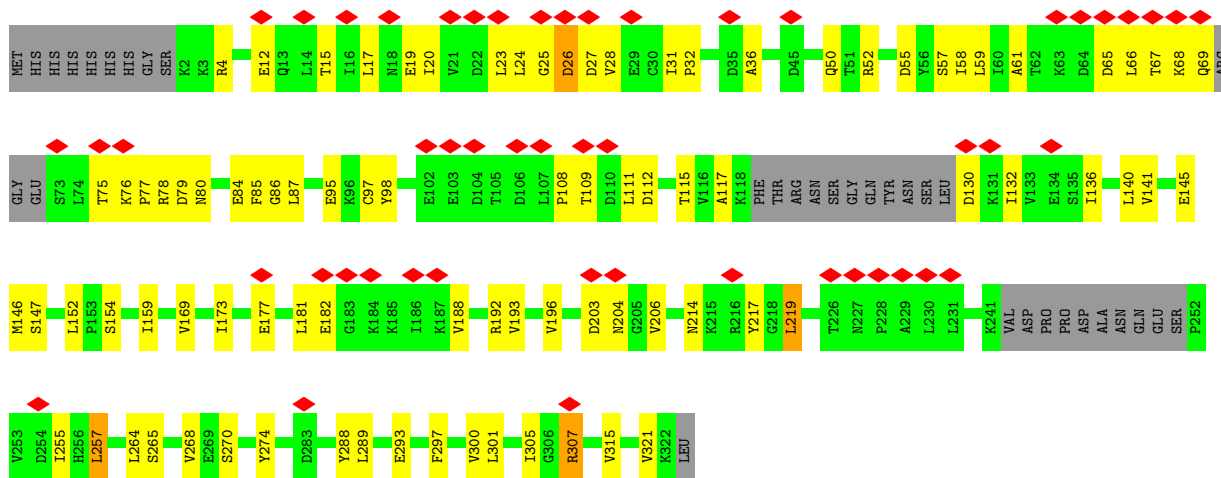 MET HIS HIS HIS HIS HIS HIS GLY SER K2 K3 R4 E12 Q13 L14 T15 I16 L17 N18 E19 I20 V21 D22 L23 L24 G25 D26 D27 V28 E29 C30 I31 P32 D35 A36 D45 Q50 T51 R52 D55 Y56 S57 I58 L59 I60 A61 T62 K63 D64 D65 L66 T67 K68 Q69 ARG
GLY GLU S73 L74 T75 K76 P77 R78 D79 N80 E84 F85 G86 L87 E95 K96 C97 Y98 E102 E103 D104 T105 D106 L107 P108 T109 D110 L111 D112 T115 V116 A117 K118 PHE THR ARG ASN SER GLY GLN TYR ASN SER LEU D130 K131 I132 V133 E134 S135 I136 L140 V141 E145
M146 S147 L152 P153 S154 I159 V169 I173 E177 L181 E182 G183 K184 K185 I186 K187 V188 R192 V193 V196 D203 N204 G205 V206 N214 K215 R216 Y217 G218 L219 T226 N227 P228 A229 L230 L231 K241 VAL ASP PRO PRO ASP ALA ASN GLN GLU SER P252
V253 D254 I255 H256 L257 L264 S265 V268 E269 S270 Y274 D283 Y288 L289 E293 F297 V300 L301 I305 G306 R307 V315 V321 K322 LEU